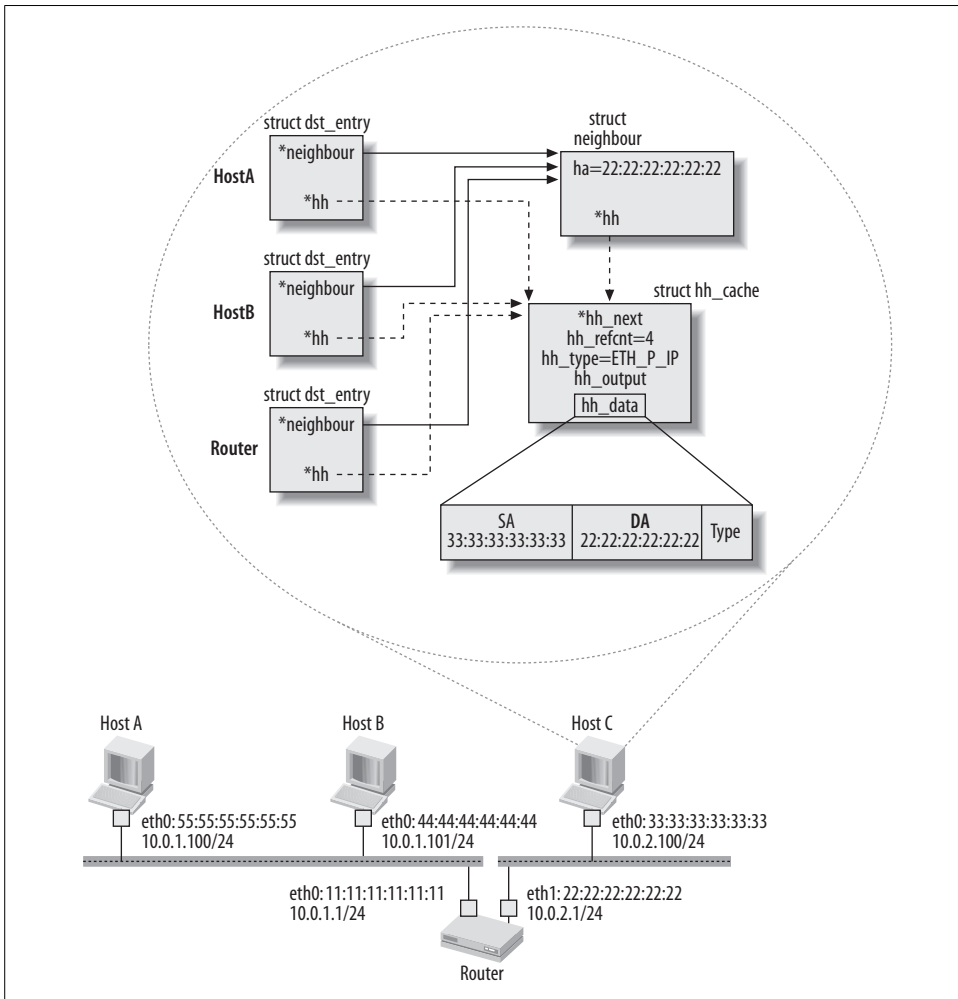 struct dst_entry
*neighbour
HostA
*hh
struct
neighbour
ha=22:22:22:22:22:22
*hh
struct dst_entry
*neighbour
HostB
*hh
struct hh_cache
*hh_next
hh_refcnt=4
hh_type=ETH_P_IP
hh_output
hh_data
struct dst_entry
*neighbour
Router
*hh
SA
33:33:33:33:33:33
DA
22:22:22:22:22:22
Type
Host A
Host B
Host C
eth0: 55:55:55:55:55:55
10.0.1.100/24
eth0: 44:44:44:44:44:44
10.0.1.101/24
eth0: 33:33:33:33:33:33
10.0.2.100/24
eth0: 11:11:11:11:11:11
10.0.1.1/24
eth1: 22:22:22:22:22:22
10.0.2.1/24
Router